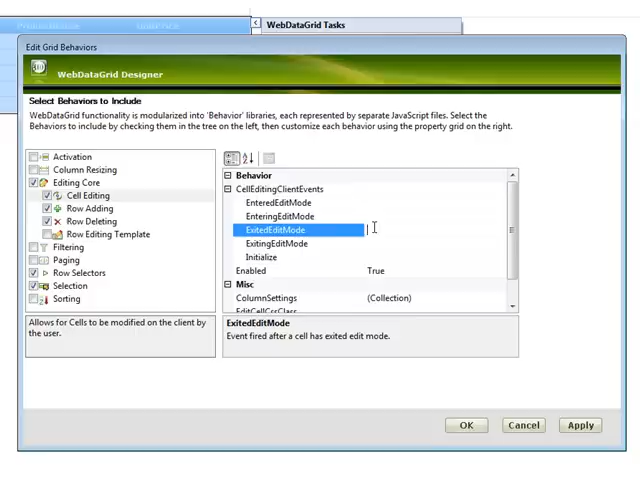 ProductName UnitPrice
WebDataGrid Tasks
Edit Grid Behaviors
WebDataGrid Designer
Select Behaviors to Include
WebDataGrid functionality is modularized into 'Behavior' libraries, each represented by separate JavaScript files. Select the
Behaviors to include by checking them in the tree on the left, then customize each behavior using the property grid on the right.
Activation
Column Resizing
Editing Core
Cell Editing
Row Adding
Row Deleting
Row Editing Template
Filtering
Paging
Row Selectors
Selection
Sorting
Behavior
CellEditingClientEvents
EnteredEditMode
EnteringEditMode
ExitedEditMode
ExitingEditMode
Initialize
Enabled True
Misc
ColumnSettings (Collection)
EditCellCssClass
Allows for Cells to be modified on the client by
the user.
ExitedEditMode
Event fired after a cell has exited edit mode.
OK Cancel Apply